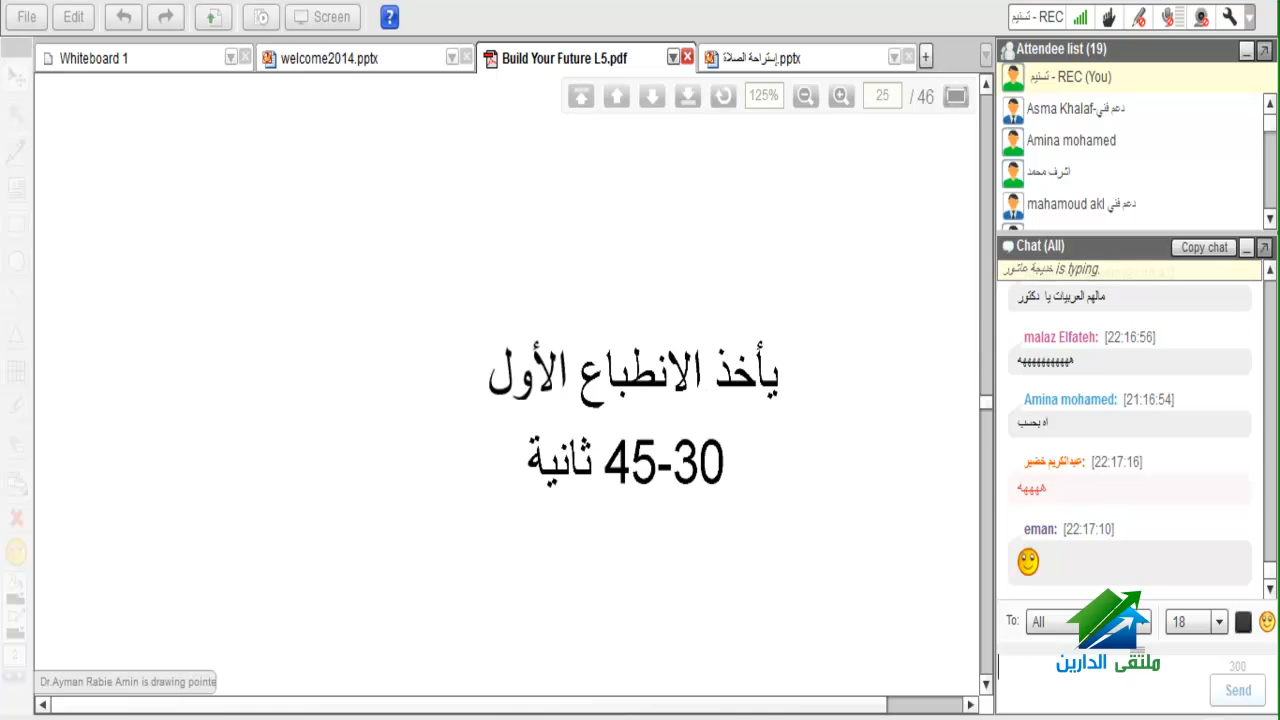 File
Edit
Screen
?
تسنيم - REC
Whiteboard 1
welcome2014.pptx
Build Your Future L5.pdf
إستراحة الصلاة.pptx
125%
25 / 46
يأخذ الانطباع الأول
30-45 ثانية
Dr.Ayman Rabie Amin is drawing pointe
Attendee list (19)
تسنيم - REC (You)
Asma Khalaf-دعم فني
Amina mohamed
اشرف محمد
mahamoud akl دعم فني
Chat (All)
Copy chat
خديجة عاشور is typing.
مالهم العربيات يا دكتور
malaz Elfateh: [22:16:56]
هههههههههه
Amina mohamed: [21:16:54]
اه بحسب
عبدالكريم خضير: [22:17:16]
ههههه
eman: [22:17:10]
To: All
18
ملتقى الدارين
300
Send